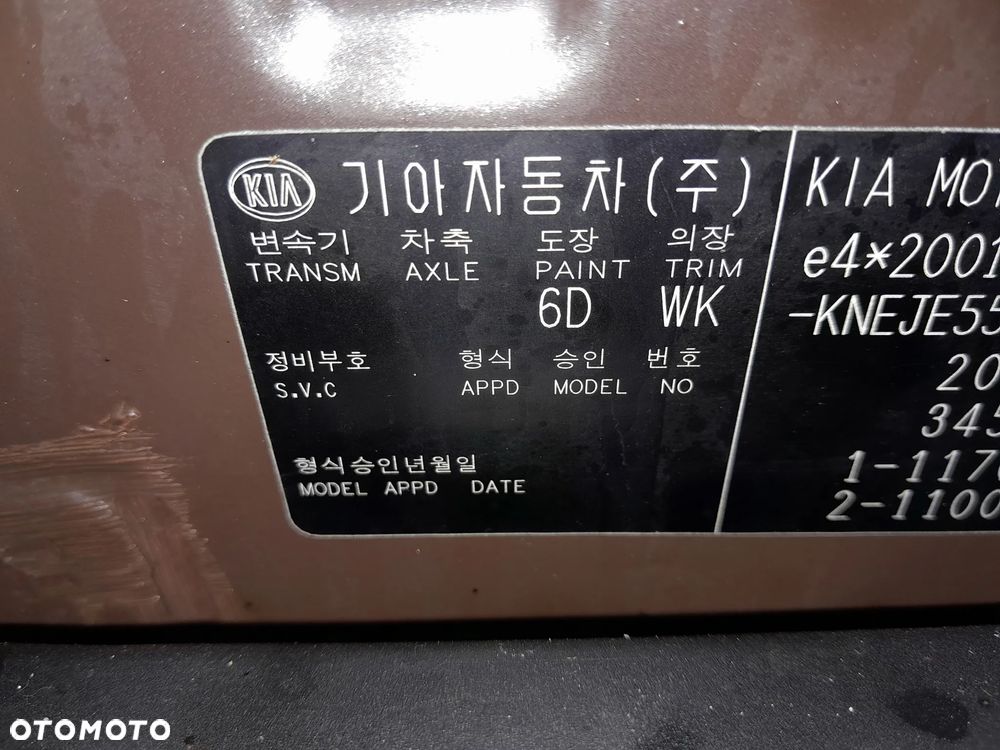 KIA 기아자동차(주)
변속기 차축 도장 의장
TRANSM AXLE PAINT TRIM
6D WK
정비부호 형식 승인 번호
S.V.C APPD MODEL NO
형식승인년월일
MODEL APPD DATE
KIA MOT
e4*2001
-KNEJE55
20
345
1-1170
2-1100
OTOMOTO